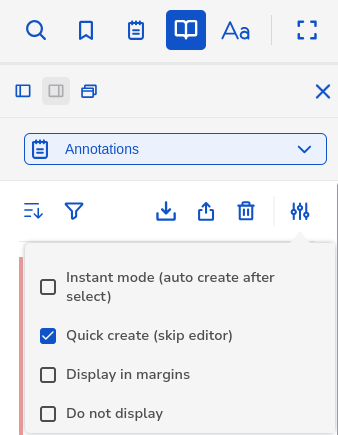 Aa
Annotations
Instant mode (auto create after
select)
Quick create (skip editor)
Display in margins
Do not display